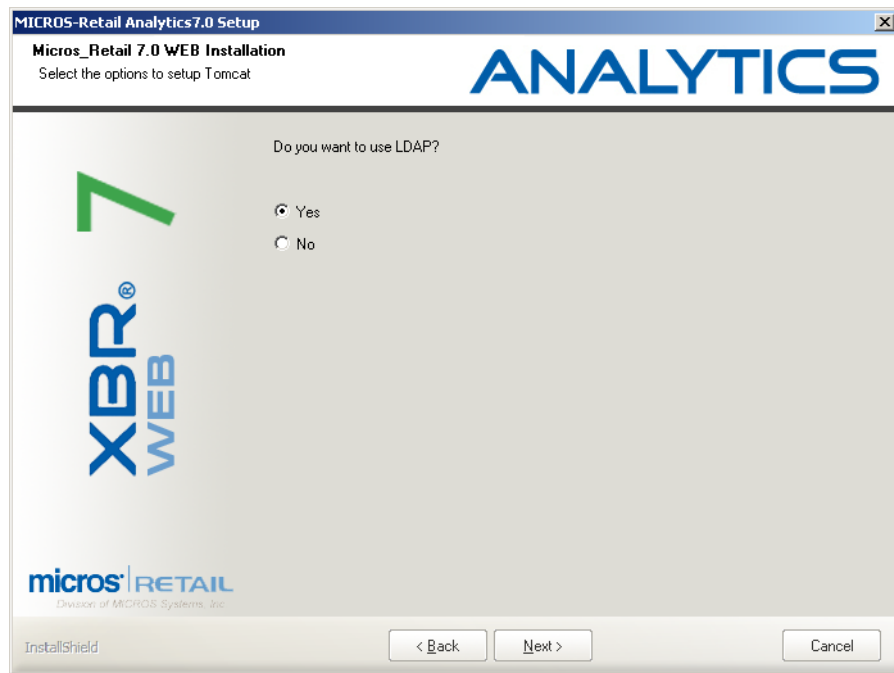 MICROS-Retail Analytics7.0 Setup
Micros_Retail 7.0 WEB Installation
Select the options to setup Tomcat
ANALYTICS
Do you want to use LDAP?
Yes
No
7
XBR®
WEB
micros RETAIL
Division of MICROS Systems, Inc.
InstallShield
< Back
Next >
Cancel